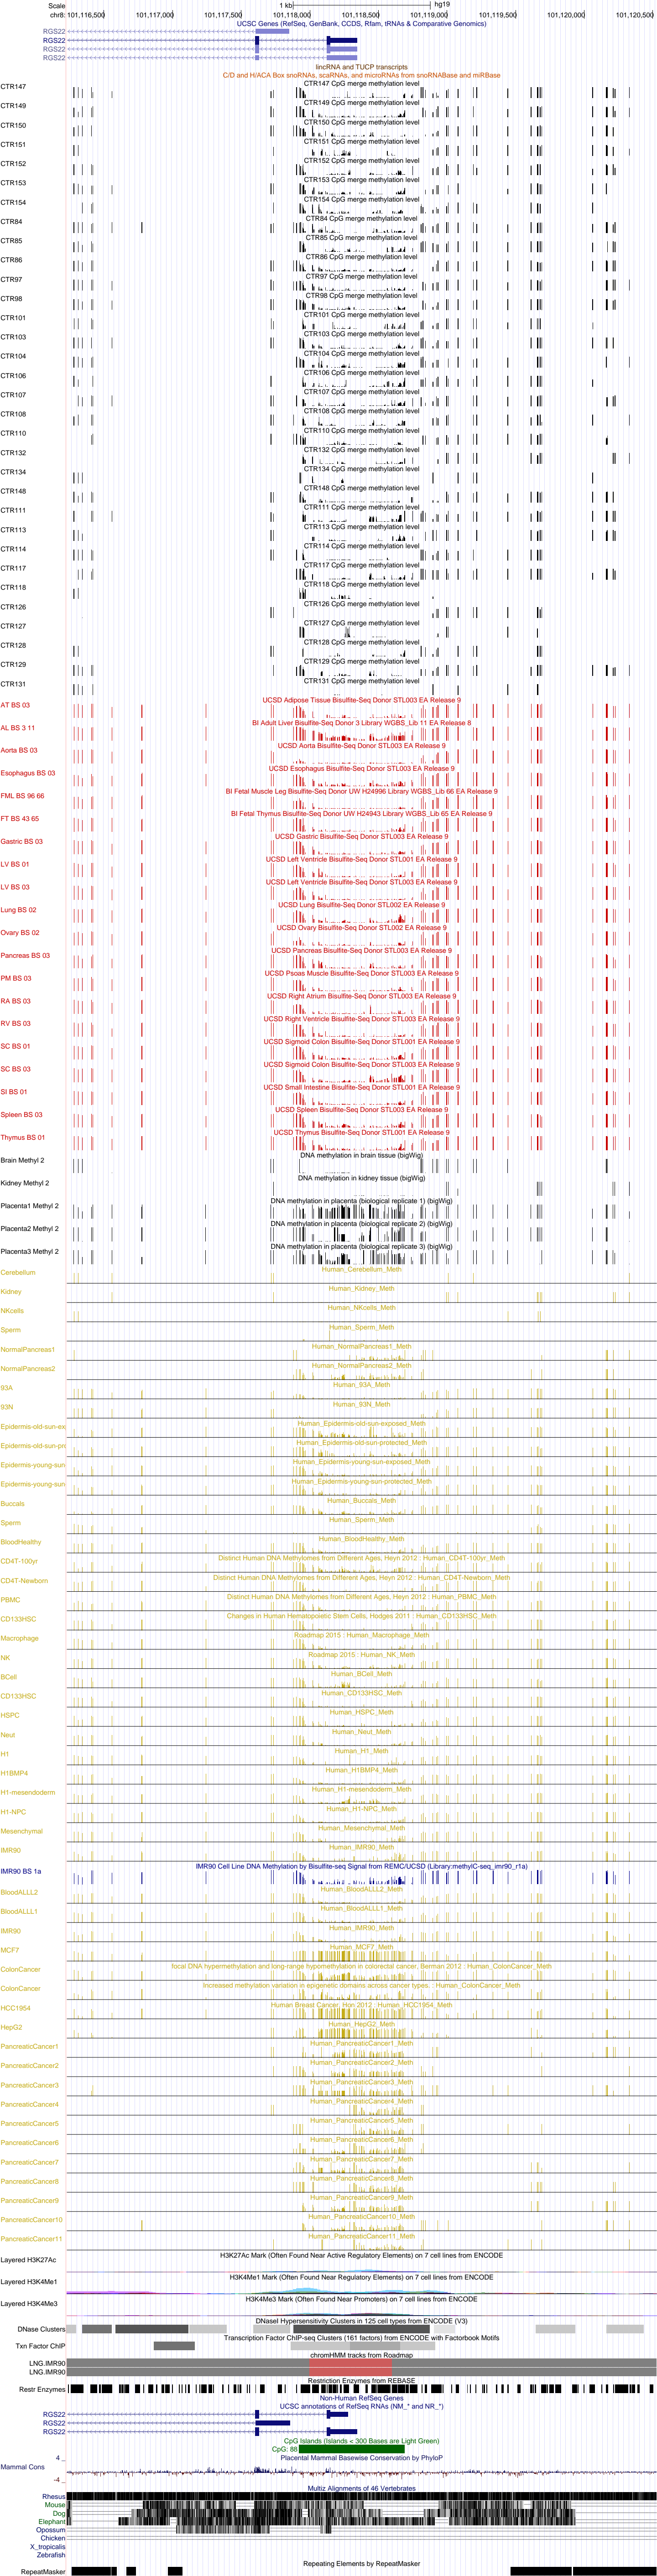 Scale 1 kb hg19
chr8: 101,116,500 101,117,000 101,117,500 101,118,000 101,118,500 101,119,000 101,119,500 101,120,000 101,120,500
UCSC Genes (RefSeq, GenBank, CCDS, Rfam, tRNAs & Comparative Genomics)
RGS22
RGS22
RGS22
RGS22
lincRNA and TUCP transcripts
C/D and H/ACA Box snoRNAs, scaRNAs, and microRNAs from snoRNABase and miRBase
CTR147 CpG merge methylation level
CTR147
CTR149 CpG merge methylation level
CTR149
CTR150 CpG merge methylation level
CTR150
CTR151 CpG merge methylation level
CTR151
CTR152 CpG merge methylation level
CTR152
CTR153 CpG merge methylation level
CTR153
CTR154 CpG merge methylation level
CTR154
CTR84 CpG merge methylation level
CTR84
CTR85 CpG merge methylation level
CTR85
CTR86 CpG merge methylation level
CTR86
CTR97 CpG merge methylation level
CTR97
CTR98 CpG merge methylation level
CTR98
CTR101 CpG merge methylation level
CTR101
CTR103 CpG merge methylation level
CTR103
CTR104 CpG merge methylation level
CTR104
CTR106 CpG merge methylation level
CTR106
CTR107 CpG merge methylation level
CTR107
CTR108 CpG merge methylation level
CTR108
CTR110 CpG merge methylation level
CTR110
CTR132 CpG merge methylation level
CTR132
CTR134 CpG merge methylation level
CTR134
CTR148 CpG merge methylation level
CTR148
CTR111 CpG merge methylation level
CTR111
CTR113 CpG merge methylation level
CTR113
CTR114 CpG merge methylation level
CTR114
CTR117 CpG merge methylation level
CTR117
CTR118 CpG merge methylation level
CTR118
CTR126 CpG merge methylation level
CTR126
CTR127 CpG merge methylation level
CTR127
CTR128 CpG merge methylation level
CTR128
CTR129 CpG merge methylation level
CTR129
CTR131 CpG merge methylation level
CTR131
UCSD Adipose Tissue Bisulfite-Seq Donor STL003 EA Release 9
AT BS 03
BI Adult Liver Bisulfite-Seq Donor 3 Library WGBS_Lib 11 EA Release 8
AL BS 3 11
UCSD Aorta Bisulfite-Seq Donor STL003 EA Release 9
Aorta BS 03
UCSD Esophagus Bisulfite-Seq Donor STL003 EA Release 9
Esophagus BS 03
BI Fetal Muscle Leg Bisulfite-Seq Donor UW H24996 Library WGBS_Lib 66 EA Release 9
FML BS 96 66
BI Fetal Thymus Bisulfite-Seq Donor UW H24943 Library WGBS_Lib 65 EA Release 9
FT BS 43 65
UCSD Gastric Bisulfite-Seq Donor STL003 EA Release 9
Gastric BS 03
UCSD Left Ventricle Bisulfite-Seq Donor STL001 EA Release 9
LV BS 01
UCSD Left Ventricle Bisulfite-Seq Donor STL003 EA Release 9
LV BS 03
UCSD Lung Bisulfite-Seq Donor STL002 EA Release 9
Lung BS 02
UCSD Ovary Bisulfite-Seq Donor STL002 EA Release 9
Ovary BS 02
UCSD Pancreas Bisulfite-Seq Donor STL003 EA Release 9
Pancreas BS 03
UCSD Psoas Muscle Bisulfite-Seq Donor STL003 EA Release 9
PM BS 03
UCSD Right Atrium Bisulfite-Seq Donor STL003 EA Release 9
RA BS 03
UCSD Right Ventricle Bisulfite-Seq Donor STL003 EA Release 9
RV BS 03
UCSD Sigmoid Colon Bisulfite-Seq Donor STL001 EA Release 9
SC BS 01
UCSD Sigmoid Colon Bisulfite-Seq Donor STL003 EA Release 9
SC BS 03
UCSD Small Intestine Bisulfite-Seq Donor STL001 EA Release 9
SI BS 01
UCSD Spleen Bisulfite-Seq Donor STL003 EA Release 9
Spleen BS 03
UCSD Thymus Bisulfite-Seq Donor STL001 EA Release 9
Thymus BS 01
DNA methylation in brain tissue (bigWig)
Brain Methyl 2
DNA methylation in kidney tissue (bigWig)
Kidney Methyl 2
DNA methylation in placenta (biological replicate 1) (bigWig)
Placenta1 Methyl 2
DNA methylation in placenta (biological replicate 2) (bigWig)
Placenta2 Methyl 2
DNA methylation in placenta (biological replicate 3) (bigWig)
Placenta3 Methyl 2
Human_Cerebellum_Meth
Cerebellum
Human_Kidney_Meth
Kidney
Human_NKcells_Meth
NKcells
Human_Sperm_Meth
Sperm
Human_NormalPancreas1_Meth
NormalPancreas1
Human_NormalPancreas2_Meth
NormalPancreas2
Human_93A_Meth
93A
Human_93N_Meth
93N
Human_Epidermis-old-sun-exposed_Meth
Epidermis-old-sun-ex
Human_Epidermis-old-sun-protected_Meth
Epidermis-old-sun-pro
Human_Epidermis-young-sun-exposed_Meth
Epidermis-young-sun
Human_Epidermis-young-sun-protected_Meth
Epidermis-young-sun
Human_Buccals_Meth
Buccals
Human_Sperm_Meth
Sperm
Human_BloodHealthy_Meth
BloodHealthy
Distinct Human DNA Methylomes from Different Ages, Heyn 2012 : Human_CD4T-100yr_Meth
CD4T-100yr
Distinct Human DNA Methylomes from Different Ages, Heyn 2012 : Human_CD4T-Newborn_Meth
CD4T-Newborn
Distinct Human DNA Methylomes from Different Ages, Heyn 2012 : Human_PBMC_Meth
PBMC
Changes in Human Hematopoietic Stem Cells, Hodges 2011 : Human_CD133HSC_Meth
CD133HSC
Roadmap 2015 : Human_Macrophage_Meth
Macrophage
Roadmap 2015 : Human_NK_Meth
NK
Human_BCell_Meth
BCell
Human_CD133HSC_Meth
CD133HSC
Human_HSPC_Meth
HSPC
Human_Neut_Meth
Neut
Human_H1_Meth
H1
Human_H1BMP4_Meth
H1BMP4
Human_H1-mesendoderm_Meth
H1-mesendoderm
Human_H1-NPC_Meth
H1-NPC
Human_Mesenchymal_Meth
Mesenchymal
Human_IMR90_Meth
IMR90
IMR90 Cell Line DNA Methylation by Bisulfite-seq Signal from REMC/UCSD (Library:methylC-seq_imr90_r1a)
IMR90 BS 1a
Human_BloodALLL2_Meth
BloodALLL2
Human_BloodALLL1_Meth
BloodALLL1
Human_IMR90_Meth
IMR90
Human_MCF7_Meth
MCF7
focal DNA hypermethylation and long-range hypomethylation in colorectal cancer, Berman 2012 : Human_ColonCancer_Meth
ColonCancer
Increased methylation variation in epigenetic domains across cancer types, : Human_ColonCancer_Meth
ColonCancer
Human Breast Cancer, Hon 2012 : Human_HCC1954_Meth
HCC1954
Human_HepG2_Meth
HepG2
Human_PancreaticCancer1_Meth
PancreaticCancer1
Human_PancreaticCancer2_Meth
PancreaticCancer2
Human_PancreaticCancer3_Meth
PancreaticCancer3
Human_PancreaticCancer4_Meth
PancreaticCancer4
Human_PancreaticCancer5_Meth
PancreaticCancer5
Human_PancreaticCancer6_Meth
PancreaticCancer6
Human_PancreaticCancer7_Meth
PancreaticCancer7
Human_PancreaticCancer8_Meth
PancreaticCancer8
Human_PancreaticCancer9_Meth
PancreaticCancer9
Human_PancreaticCancer10_Meth
PancreaticCancer10
Human_PancreaticCancer11_Meth
PancreaticCancer11
H3K27Ac Mark (Often Found Near Active Regulatory Elements) on 7 cell lines from ENCODE
Layered H3K27Ac
H3K4Me1 Mark (Often Found Near Regulatory Elements) on 7 cell lines from ENCODE
Layered H3K4Me1
H3K4Me3 Mark (Often Found Near Promoters) on 7 cell lines from ENCODE
Layered H3K4Me3
DNaseI Hypersensitivity Clusters in 125 cell types from ENCODE (V3)
DNase Clusters
Transcription Factor ChIP-seq Clusters (161 factors) from ENCODE with Factorbook Motifs
Txn Factor ChIP
chromHMM tracks from Roadmap
LNG.IMR90
LNG.IMR90
Restriction Enzymes from REBASE
Restr Enzymes
Non-Human RefSeq Genes
UCSC annotations of RefSeq RNAs (NM_* and NR_*)
RGS22
RGS22
RGS22
CpG Islands (Islands < 300 Bases are Light Green)
CpG: 88
Placental Mammal Basewise Conservation by PhyloP
4 _
Mammal Cons
-4 _
Multiz Alignments of 46 Vertebrates
Rhesus
Mouse
Dog
Elephant
Opossum
Chicken
X_tropicalis
Zebrafish
Repeating Elements by RepeatMasker
RepeatMasker